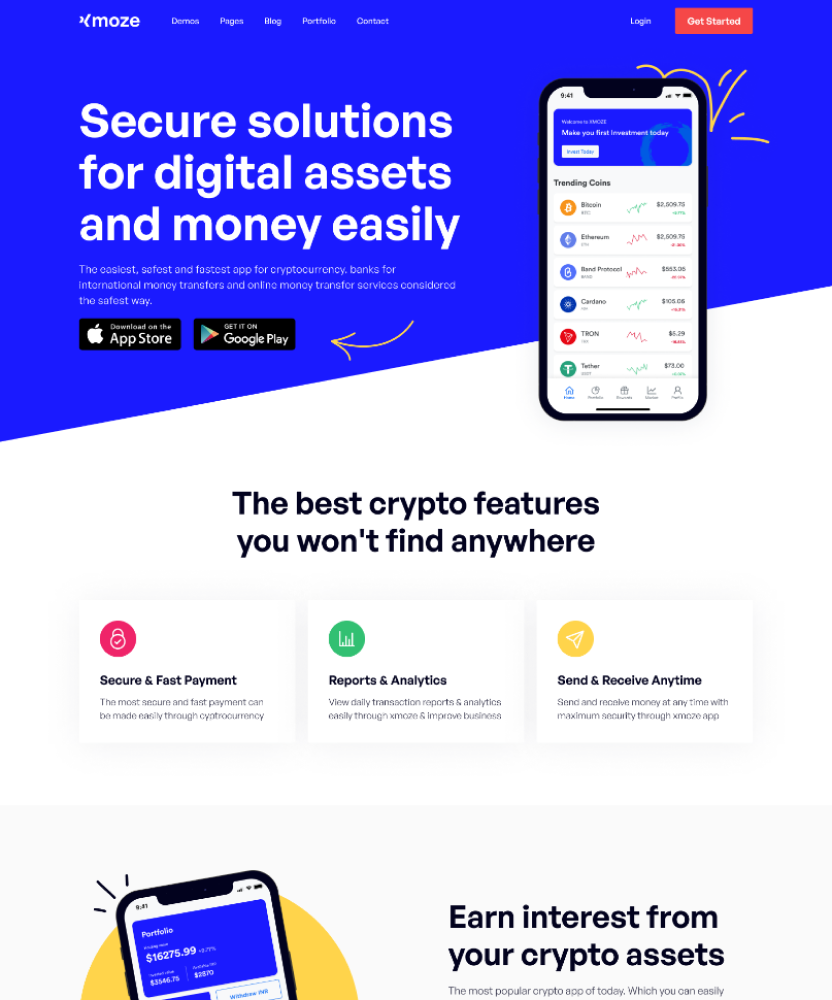 xmoze
Demos Pages Blog Portfolio Contact Login Get Started
Secure solutions
for digital assets
and money easily
The easiest, safest and fastest app for cryptocurrency. banks for
international money transfers and online money transfer services considered
the safest way.
Download on the
App Store
GET IT ON
Google Play
9:41
Welcome to XMOZE
Make you first Investment today
Invest Today
Trending Coins
Bitcoin $2,509.75
Ethereum $2,509.75
Band Protocol $553.06
Cardano $105.06
TRON $5.29
Tether $73.00
Home
The best crypto features
you won't find anywhere
Secure & Fast Payment
The most secure and fast payment can
be made easily through cyptrocurrency
Reports & Analytics
View daily transaction reports & analytics
easily through xmoze & improve business
Send & Receive Anytime
Send and receive money at any time with
maximum security through xmoze app
9:41
Portfolio
$16275.99
$3546.75 $2870
Withdraw INR
Earn interest from
your crypto assets
The most popular crypto app of today. Which you can easily